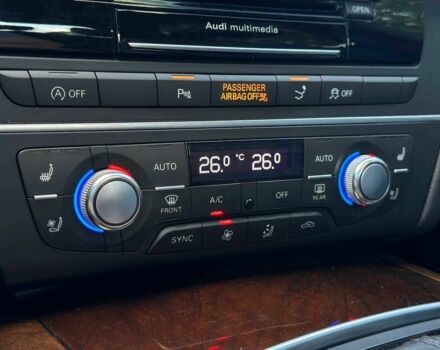 OPEN
Audi multimedia
A OFF
P
PASSENGER
AIRBAG OFF
OFF
AUTO
26.0 °C 26.0
AUTO
FRONT
A/C
OFF
REAR
SYNC